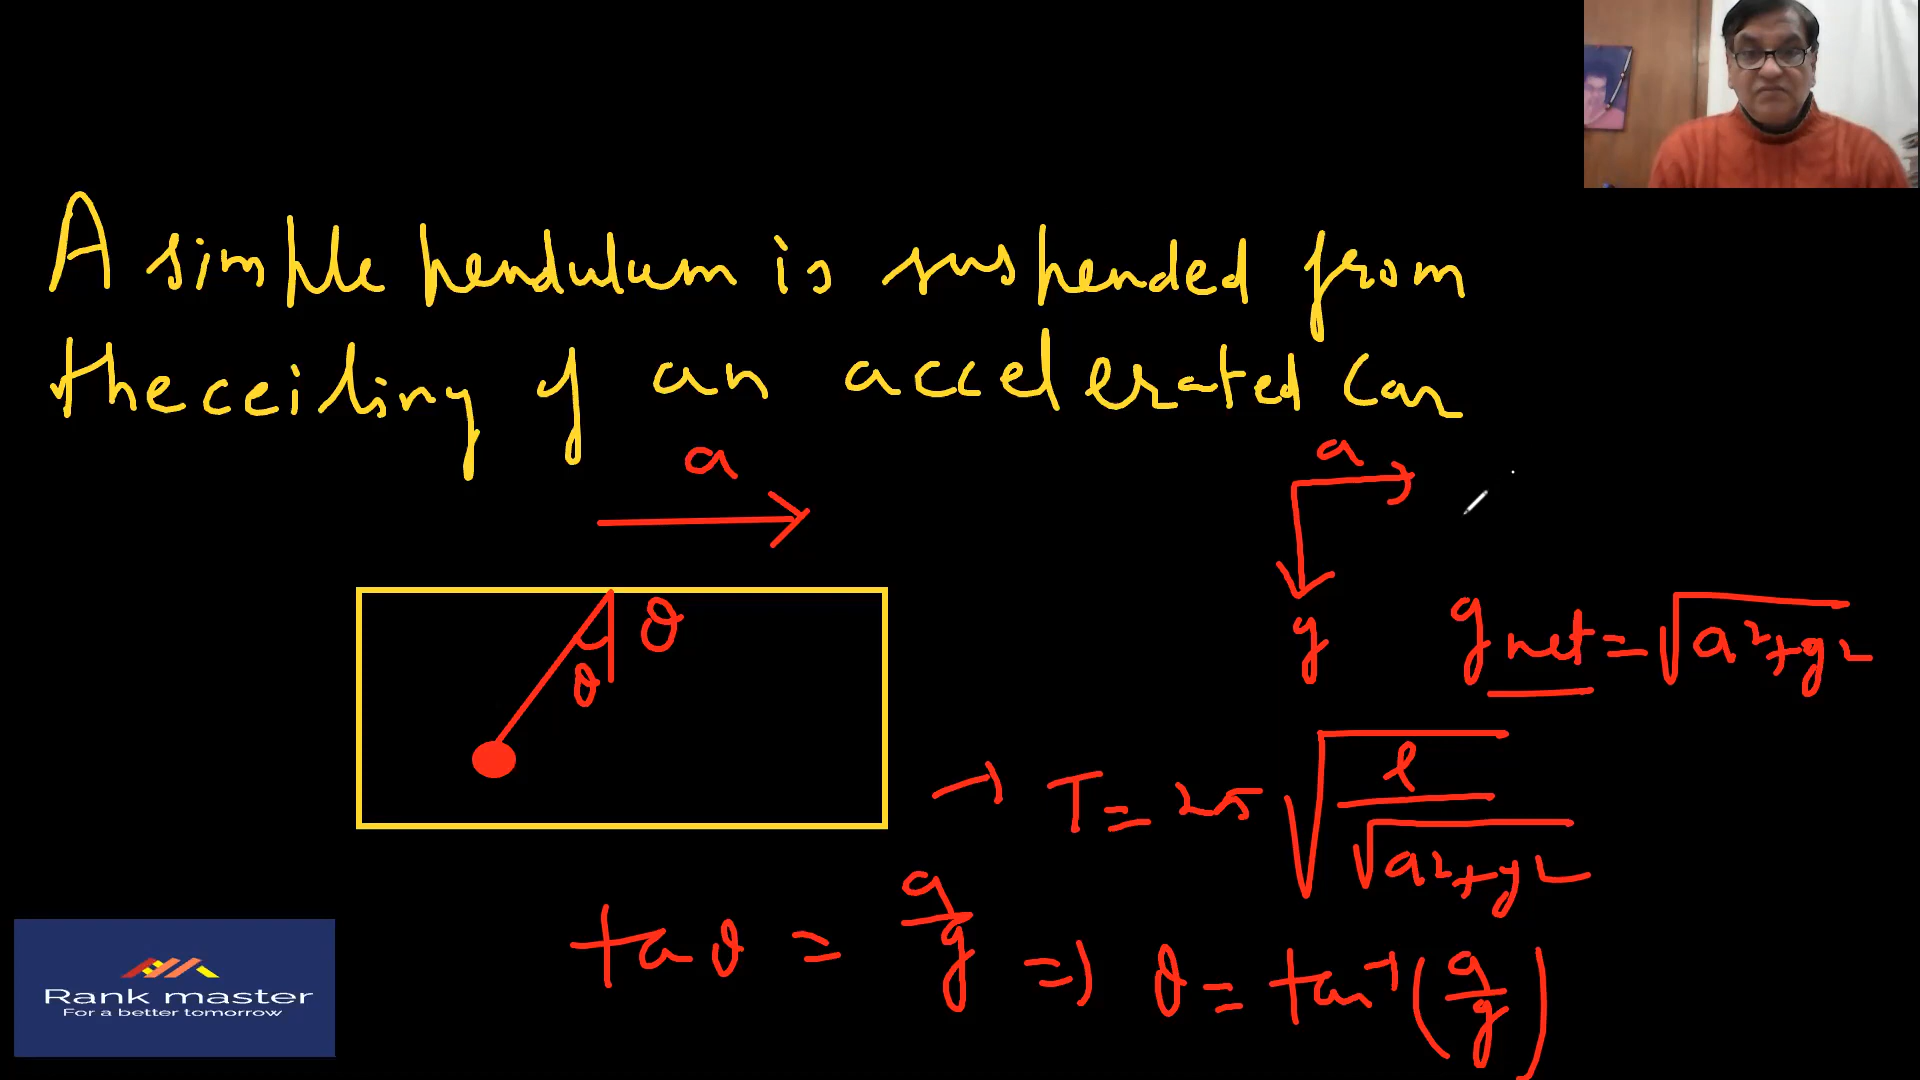 A simple pendulum is suspended from
the ceiling of an accelerated car
a
a
θ
θ
g
g net = √a²+g²
→ T = 2π √l/√a²+g²
tan θ = a/g ⇒ θ = tan⁻¹(a/g)
Rank master
For a better tomorrow